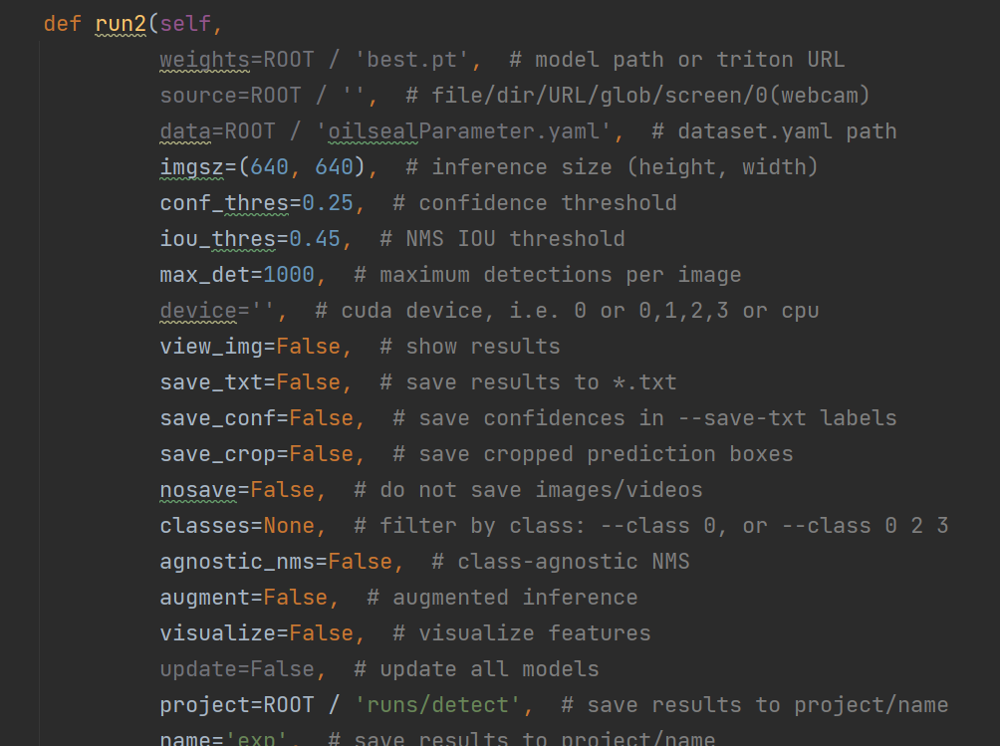 def run2(self,
weights=ROOT / 'best.pt',  # model path or triton URL
source=ROOT / '',  # file/dir/URL/glob/screen/0(webcam)
data=ROOT / 'oilsealParameter.yaml',  # dataset.yaml path
imgsz=(640, 640),  # inference size (height, width)
conf_thres=0.25,  # confidence threshold
iou_thres=0.45,  # NMS IOU threshold
max_det=1000,  # maximum detections per image
device='',  # cuda device, i.e. 0 or 0,1,2,3 or cpu
view_img=False,  # show results
save_txt=False,  # save results to *.txt
save_conf=False,  # save confidences in --save-txt labels
save_crop=False,  # save cropped prediction boxes
nosave=False,  # do not save images/videos
classes=None,  # filter by class: --class 0, or --class 0 2 3
agnostic_nms=False,  # class-agnostic NMS
augment=False,  # augmented inference
visualize=False,  # visualize features
update=False,  # update all models
project=ROOT / 'runs/detect',  # save results to project/name
name='exp',  # save results to project/name